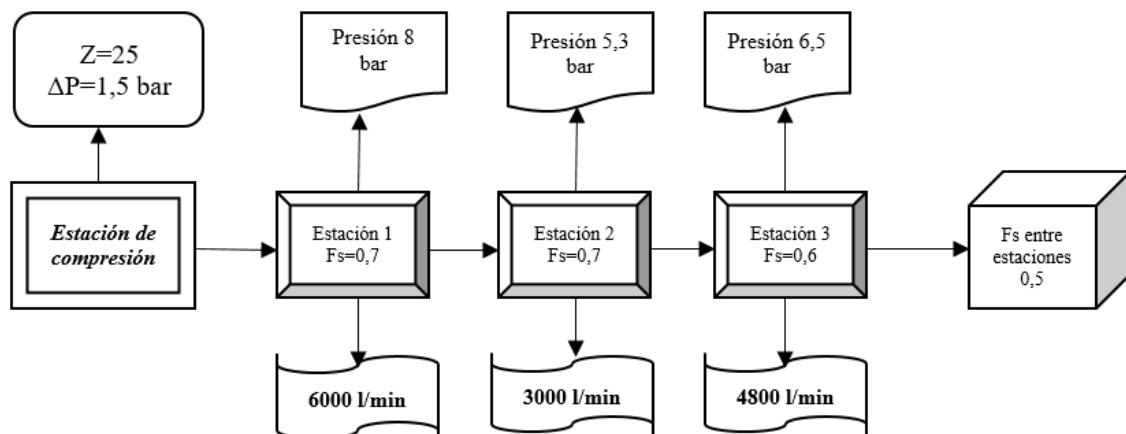 Z=25
ΔP=1,5 bar
Presión 8
bar
Presión 5,3
bar
Presión 6,5
bar
Estación de
compresión
Estación 1
Fs=0,7
Estación 2
Fs=0,7
Estación 3
Fs=0,6
Fs entre
estaciones
0,5
6000 l/min
3000 l/min
4800 l/min